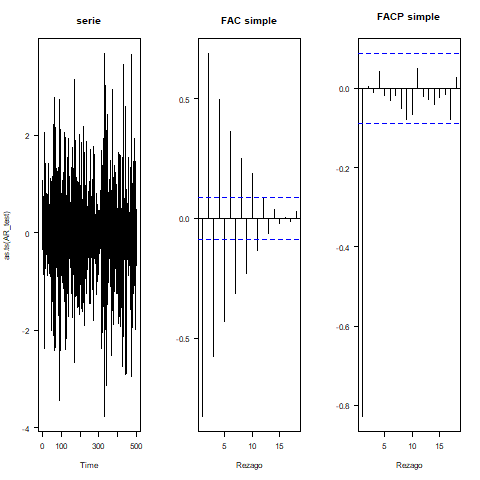 serie
2
0
-2
-4
as.ts(AR_test)
0 100 300 500
Time
FAC simple
0.5
0.0
-0.5
5 10 15
Rezago
FACP simple
0.0
-0.2
-0.4
-0.6
-0.8
5 10 15
Rezago